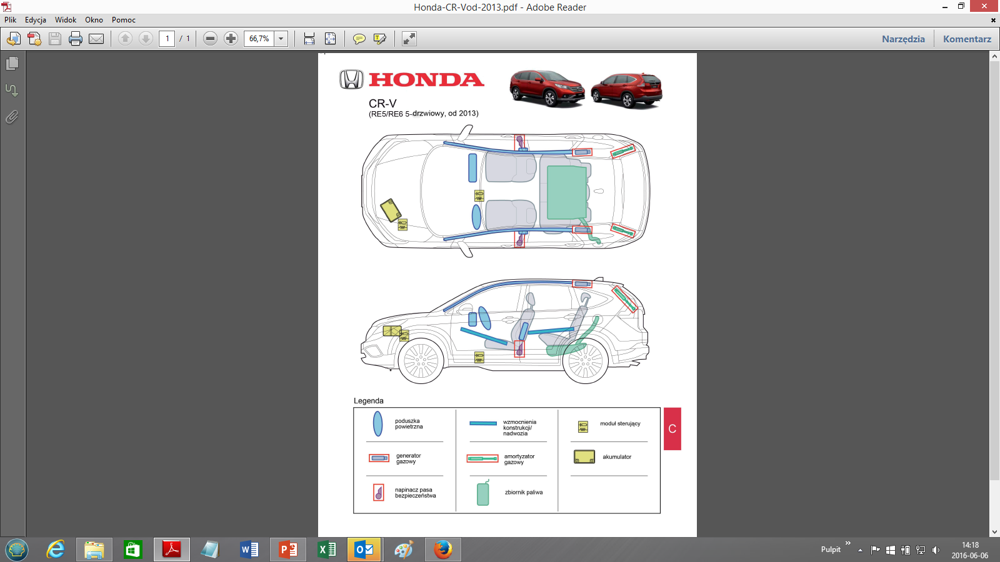 Honda-CR-Vod-2013.pdf - Adobe Reader
Plik Edycja Widok Okno Pomoc
1 / 1 66,7% Narzędzia Komentarz
HONDA
CR-V
(RE5/RE6 5-drzwiowy, od 2013)
Legenda
poduszka
powietrzna
wzmocnienia
konstrukcji/
nadwozia
moduł sterujący
generator
gazowy
amortyzator
gazowy
akumulator
napinacz pasa
bezpieczeństwa
zbiornik paliwa
C
Pulpit
14:18
2016-06-06